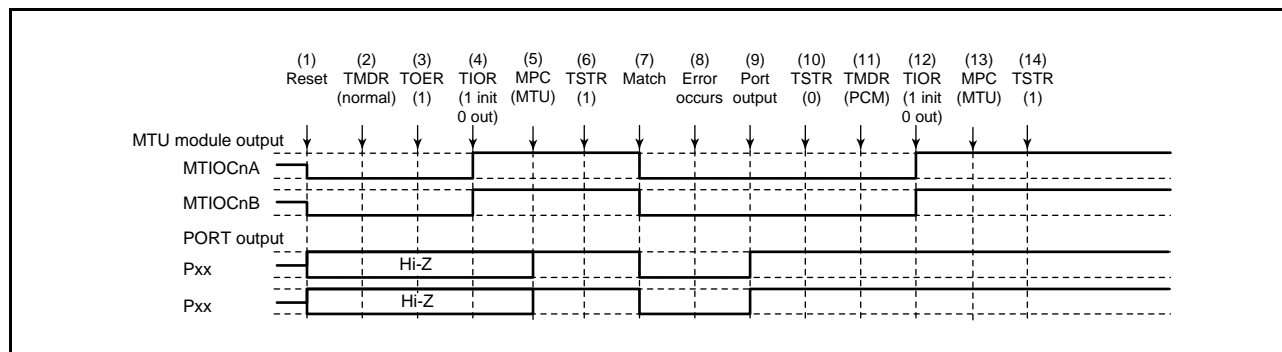 (1) (2) (3) (4) (5) (6) (7) (8) (9) (10) (11) (12) (13) (14)
Reset TMDR TOER TIOR MPC TSTR Match Error Port TSTR TMDR TIOR MPC TSTR
(normal) (1) (1 init (MTU) (1) occurs output (0) (PCM) (1 init (MTU) (1)
0 out) 0 out)
MTU module output
MTIOCnA
MTIOCnB
PORT output
Pxx Hi-Z
Pxx Hi-Z